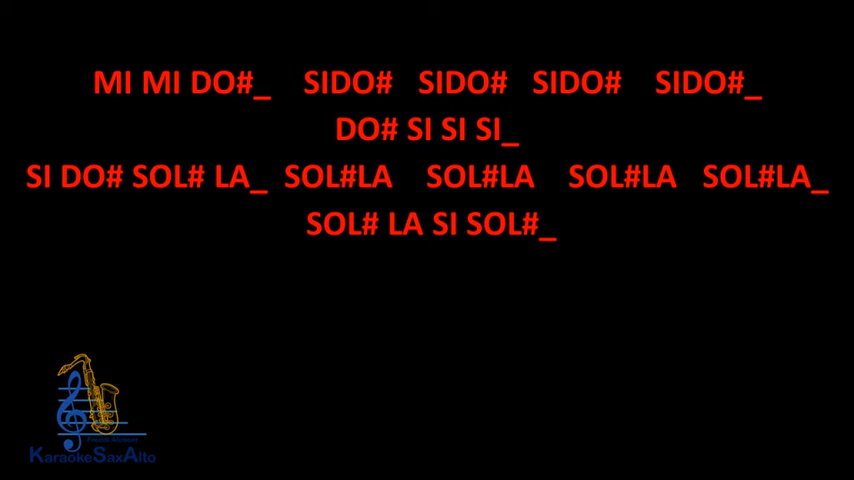 MI MI DO#_ SIDO# SIDO# SIDO# SIDO#_
DO# SI SI SI_
SI DO# SOL# LA_ SOL#LA SOL#LA SOL#LA SOL#LA_
SOL# LA SI SOL#_
KaraokeSaxAlto